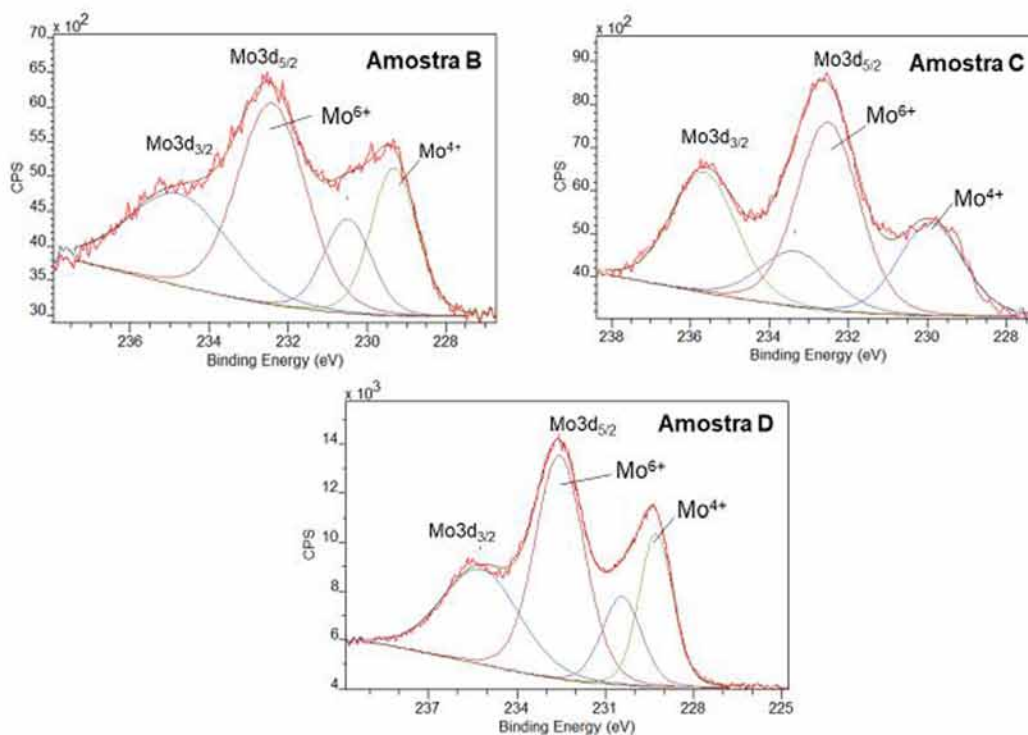 x 10²
70
65
60
55
50
45
40
35
30
CPS
Amostra B
Mo3d₅/₂
Mo⁶⁺
Mo3d₃/₂
Mo⁴⁺
236 234 232 230 228
Binding Energy (eV)
x 10²
90
80
70
60
50
40
CPS
Amostra C
Mo3d₅/₂
Mo⁶⁺
Mo3d₃/₂
Mo⁴⁺
238 236 234 232 230 228
Binding Energy (eV)
x 10³
14
12
10
8
6
4
CPS
Amostra D
Mo3d₅/₂
Mo⁶⁺
Mo⁴⁺
Mo3d₃/₂
237 234 231 228 225
Binding Energy (eV)